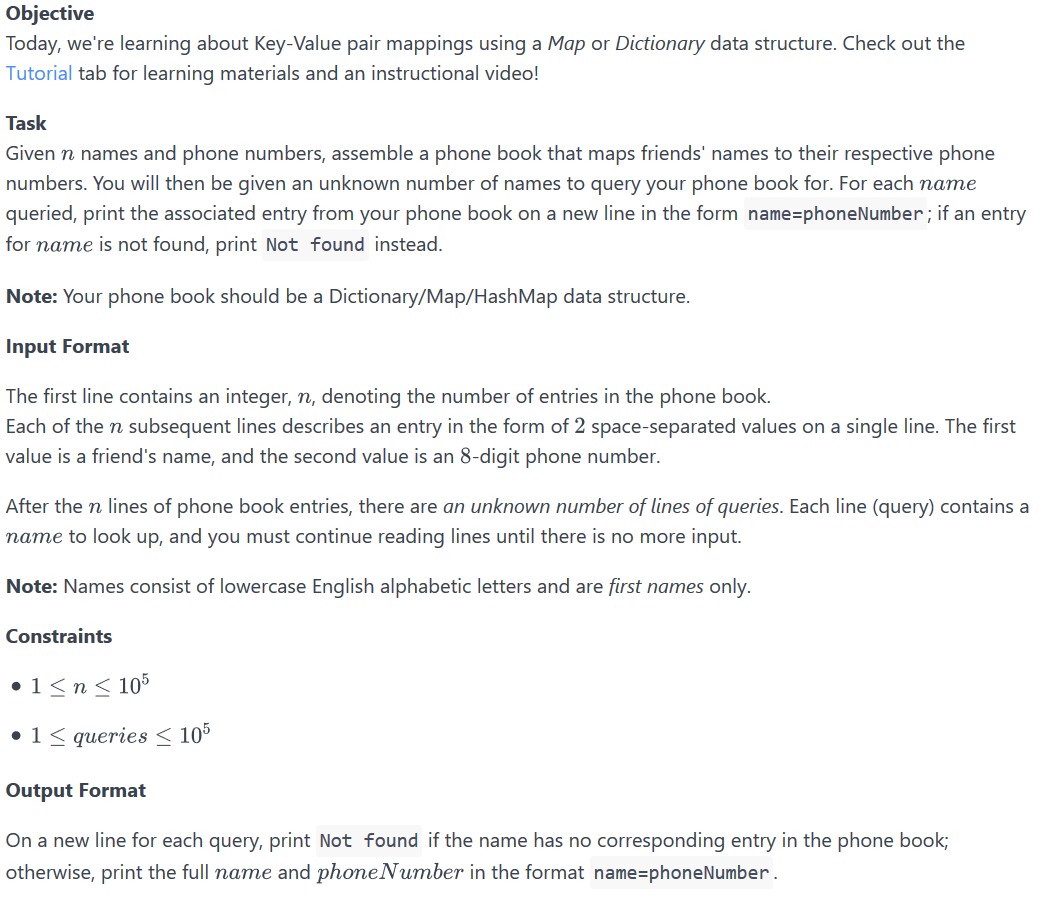 Objective
Today, we're learning about Key-Value pair mappings using a Map or Dictionary data structure. Check out the
Tutorial tab for learning materials and an instructional video!
Task
Given n names and phone numbers, assemble a phone book that maps friends' names to their respective phone
numbers. You will then be given an unknown number of names to query your phone book for. For each name
queried, print the associated entry from your phone book on a new line in the form name=phoneNumber; if an entry
for name is not found, print Not found instead.
Note: Your phone book should be a Dictionary/Map/HashMap data structure.
Input Format
The first line contains an integer, n, denoting the number of entries in the phone book.
Each of the n subsequent lines describes an entry in the form of 2 space-separated values on a single line. The first
value is a friend's name, and the second value is an 8-digit phone number.
After the n lines of phone book entries, there are an unknown number of lines of queries. Each line (query) contains a
name to look up, and you must continue reading lines until there is no more input.
Note: Names consist of lowercase English alphabetic letters and are first names only.
Constraints
• 1 ≤ n ≤ 10⁵
• 1 ≤ queries ≤ 10⁵
Output Format
On a new line for each query, print Not found if the name has no corresponding entry in the phone book;
otherwise, print the full name and phoneNumber in the format name=phoneNumber.